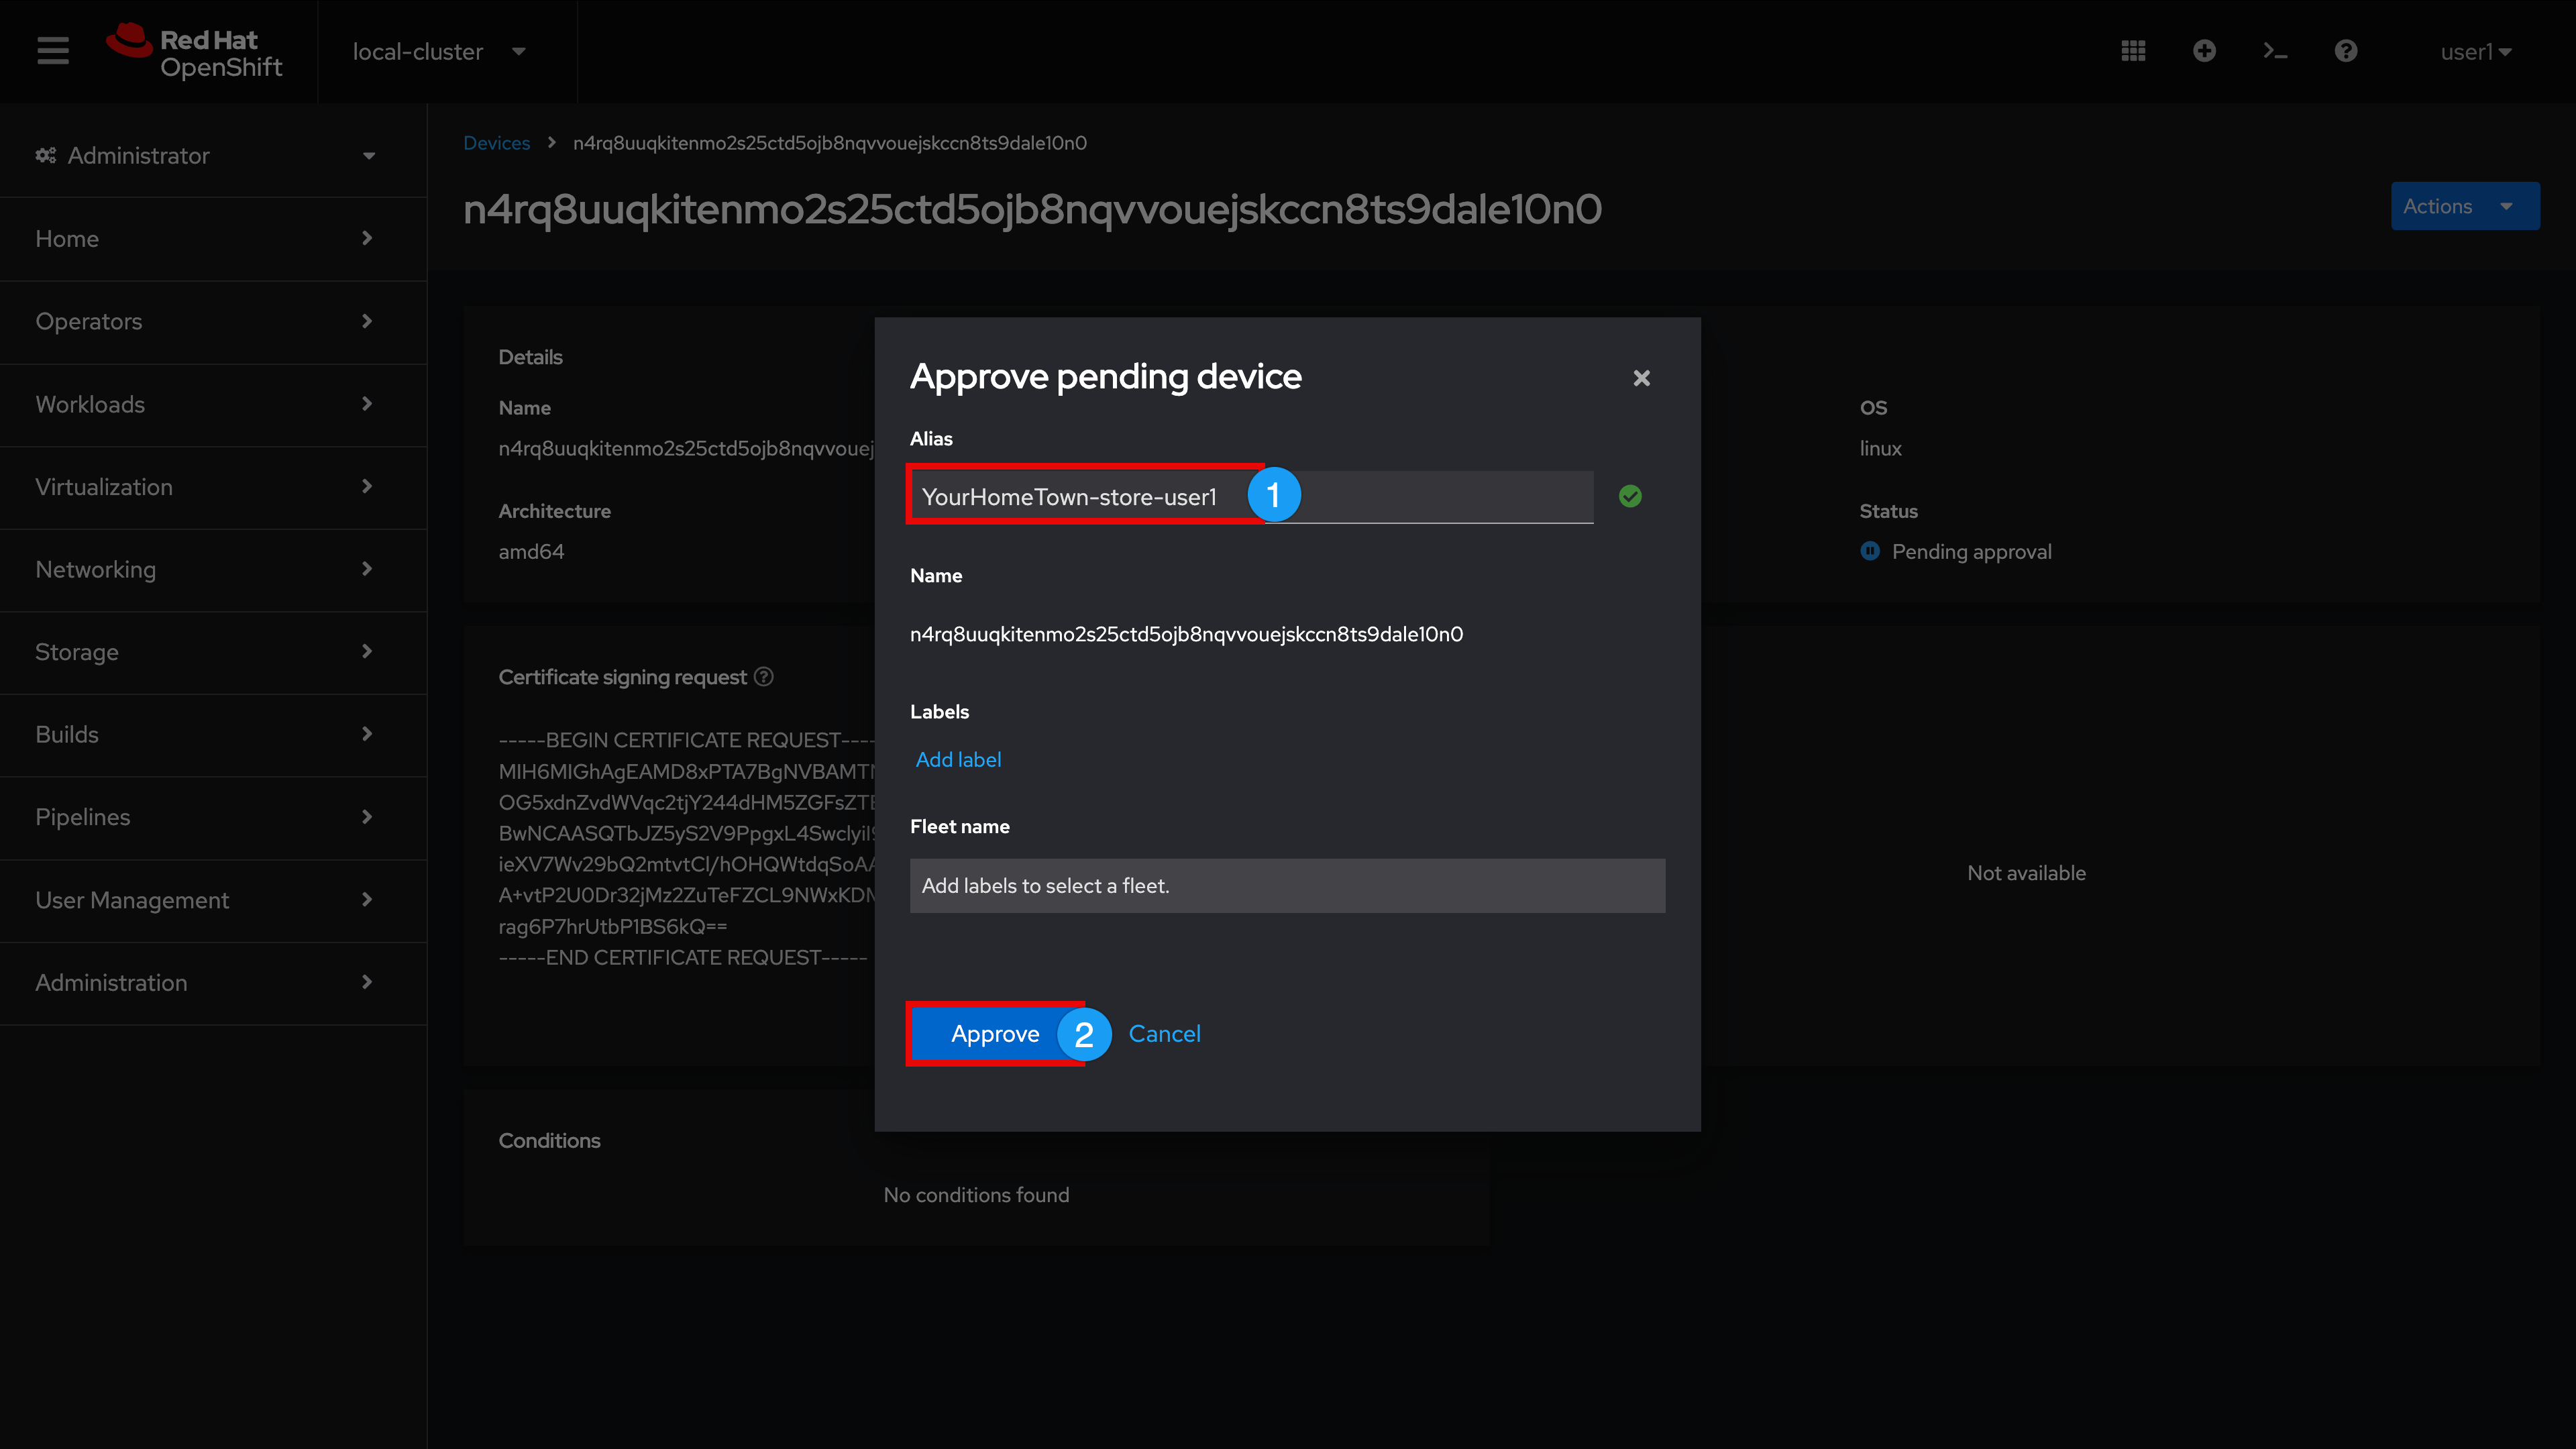 Red Hat
OpenShift
local-cluster
user1
Administrator
Home
Operators
Workloads
Virtualization
Networking
Storage
Builds
Pipelines
User Management
Administration
Devices > n4rq8uuqkitenmo2s25ctd5ojb8nqvvouejskccn8ts9dale10n0
n4rq8uuqkitenmo2s25ctd5ojb8nqvvouejskccn8ts9dale10n0
Actions
Details
Name
n4rq8uuqkitenmo2s25ctd5ojb8nqvvouej
Architecture
amd64
OS
linux
Status
Pending approval
Certificate signing request
-----BEGIN CERTIFICATE REQUEST----
MIH6MIGhAgEAMD8xPTA7BgNVBAMT
OG5xdnZvdWVqc2tjY244dHM5ZGFsZTE
BwNCAASQTbJZ5yS2V9PpgxL4Swclyil9
ieXV7Wv29bQ2mtvtCl/hOHQWtdqSoAA
A+vtP2U0Dr32jMz2ZuTeFZCL9NWxKDM
rag6P7hrUtbP1BS6kQ==
-----END CERTIFICATE REQUEST-----
Not available
Conditions
No conditions found
Approve pending device
Alias
YourHomeTown-store-user1
1
Name
n4rq8uuqkitenmo2s25ctd5ojb8nqvvouejskccn8ts9dale10n0
Labels
Add label
Fleet name
Add labels to select a fleet.
Approve
2
Cancel